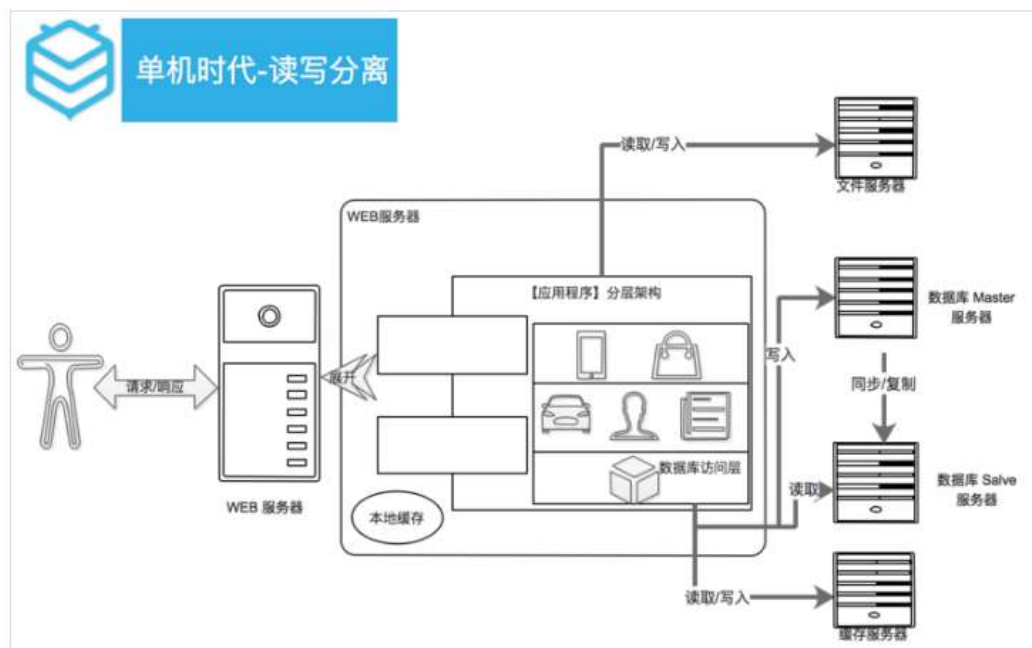 单机时代-读写分离
读取/写入
文件服务器
WEB服务器
【应用程序】分层架构
数据库 Master
服务器
写入
请求/响应
展开
同步/复制
数据库访问层
读取
数据库 Salve
服务器
WEB 服务器
本地缓存
读取/写入
缓存服务器